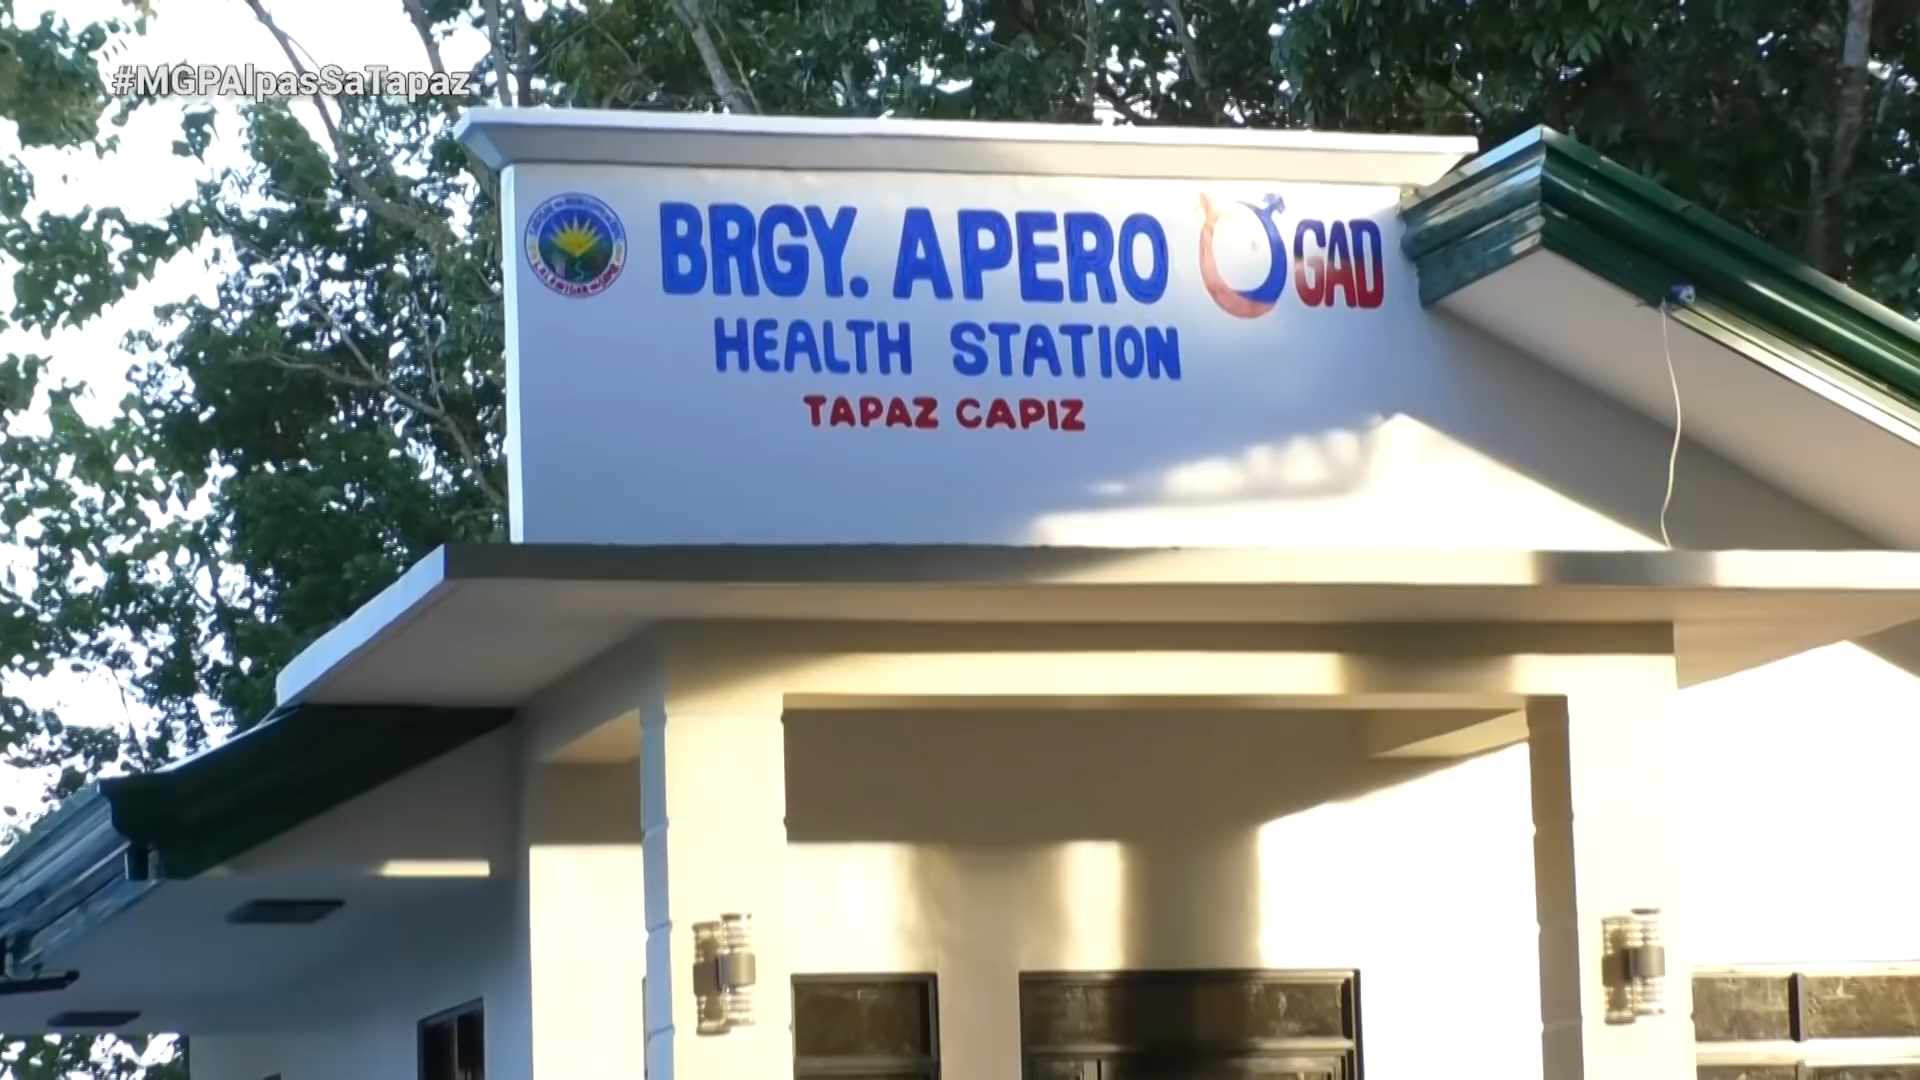 #MGPAlpasSaTapaz
BRGY. APERO GAD
HEALTH STATION
TAPAZ CAPIZ